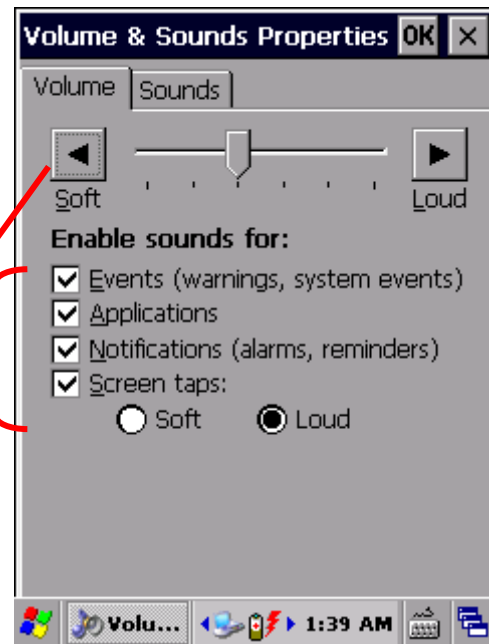 Volume & Sounds Properties OK ×
Volume Sounds
Soft Loud
Enable sounds for:
Events (warnings, system events)
Applications
Notifications (alarms, reminders)
Screen taps:
Soft Loud
Volu... 1:39 AM